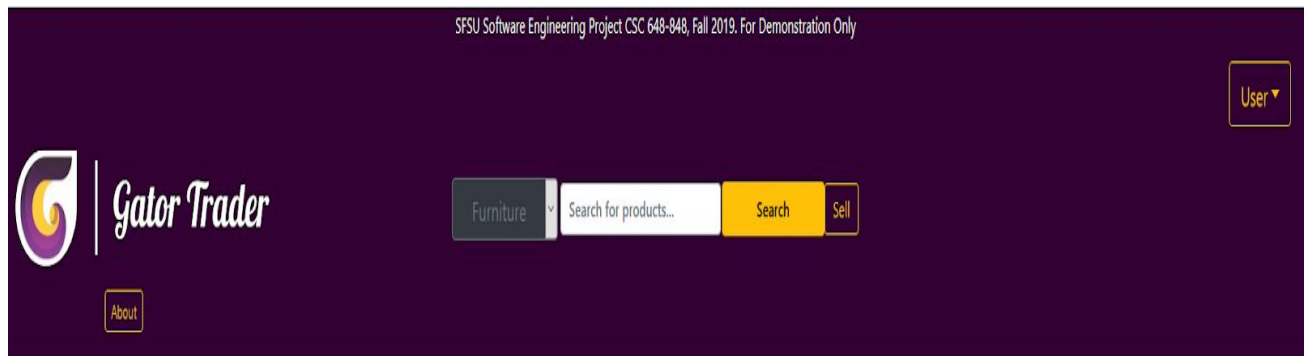 SFSU Software Engineering Project CSC 648-848, Fall 2019. For Demonstration Only
User
Gator Trader
Furniture
Search for products...
Search
Sell
About